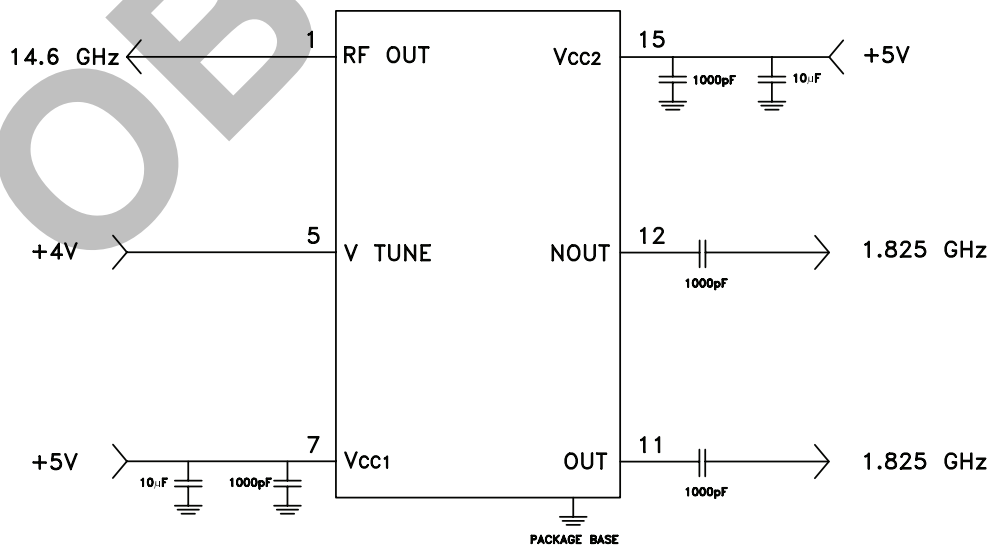 14.6 GHz
1
RF OUT
Vcc2
15
+5V
1000pF
10µF
+4V
5
V TUNE
NOUT
12
1.825 GHz
1000pF
+5V
7
Vcc1
OUT
11
1.825 GHz
10µF
1000pF
1000pF
PACKAGE BASE
OB